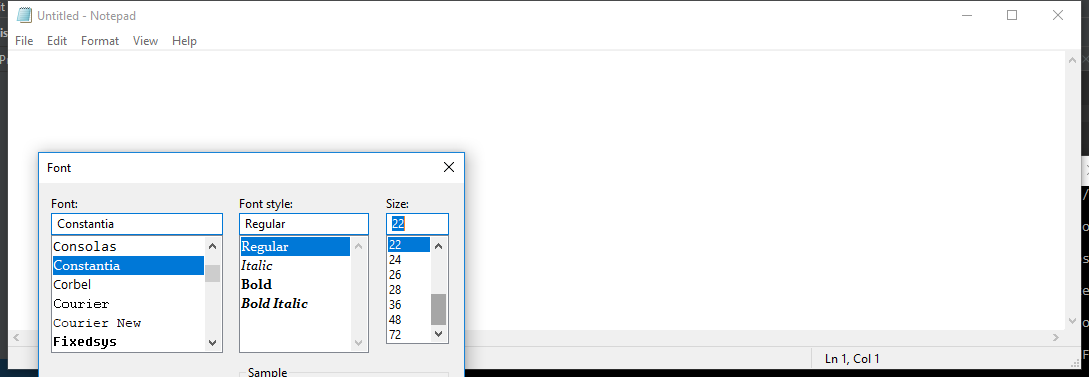 Untitled - Notepad
File Edit Format View Help
Font
Font: Font style: Size:
Constantia Regular 22
Consolas Regular 22
Constantia Italic 24
Corbel Bold 26
Courier Bold Italic 28
Courier New 36
Fixedsys 48
72
Ln 1, Col 1
Sample